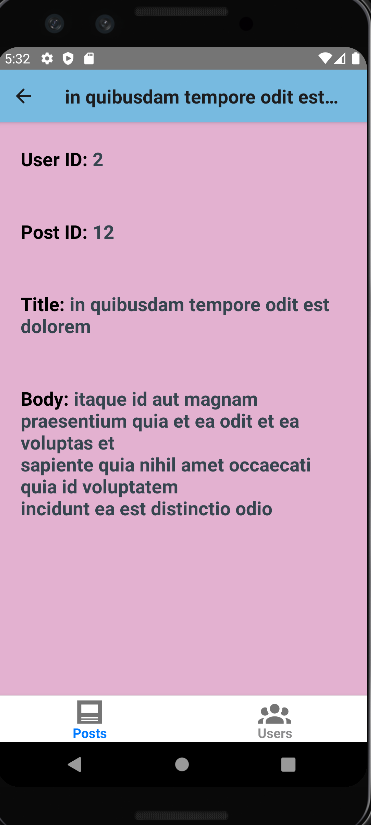 5:32
in quibusdam tempore odit est...
User ID: 2
Post ID: 12
Title: in quibusdam tempore odit est
dolorem
Body: itaque id aut magnam
praesentium quia et ea odit et ea
voluptas et
sapiente quia nihil amet occaecati
quia id voluptatem
incidunt ea est distinctio odio
Posts
Users